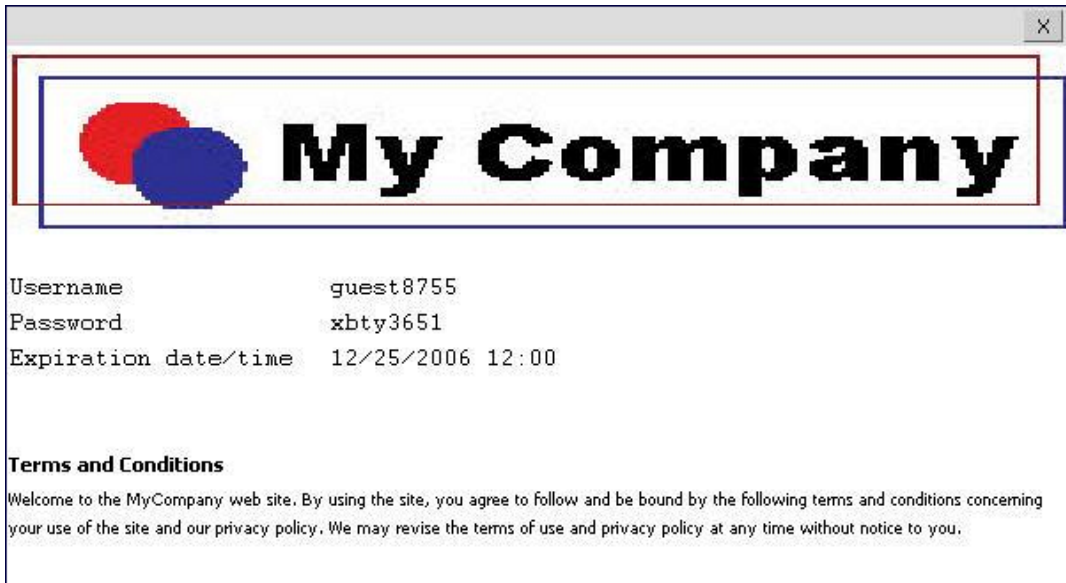 X
My Company
Username guest8755
Password xbty3651
Expiration date/time 12/25/2006 12:00
Terms and Conditions
Welcome to the MyCompany web site. By using the site, you agree to follow and be bound by the following terms and conditions concerning
your use of the site and our privacy policy. We may revise the terms of use and privacy policy at any time without notice to you.